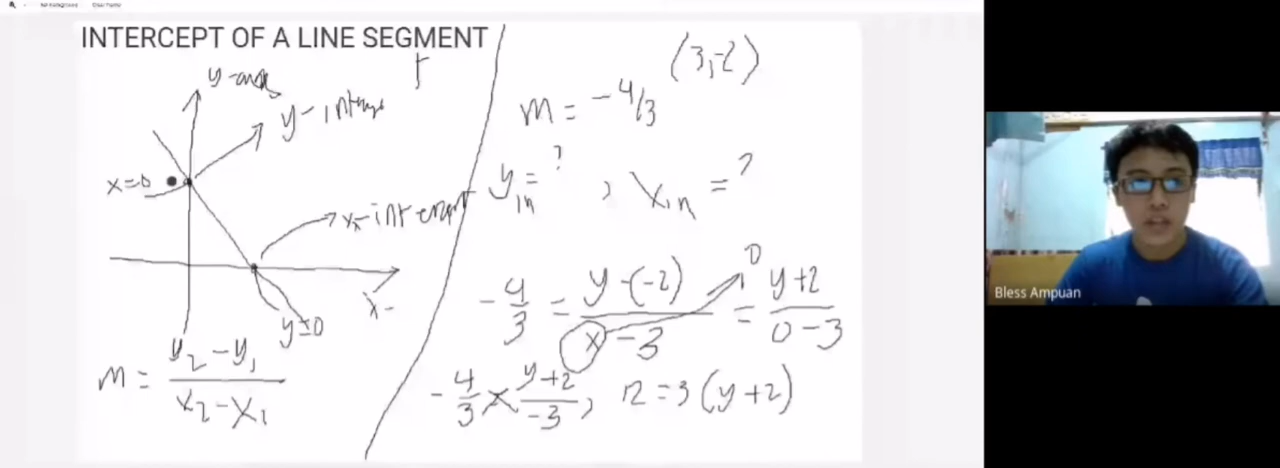 INTERCEPT OF A LINE SEGMENT
y-axis
y-
x=0
x-intercept
x-
y=0
m = y₂-y₁/x₂-x₁
(3,-2)
m = -4/3
yin = ? , xin = ?
-4/3 = y-(-2)/x-3 0 = y+2/0-3
-4/3 y+2/-3 , 12 = 3(y+2)
Bless Ampuan